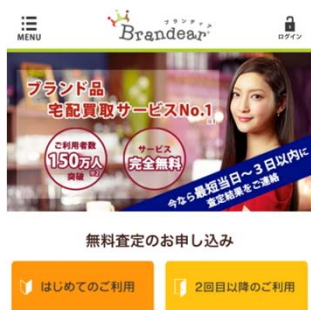 MENU
ブランディア
Brandear
ログイン
ブランド品
宅配買取サービスNo.1
※1
ご利用者数
150万人
突破
※2
サービス
完全無料
今なら最短当日～３日以内に
査定結果をご連絡
無料査定のお申し込み
はじめてのご利用
2回目以降のご利用